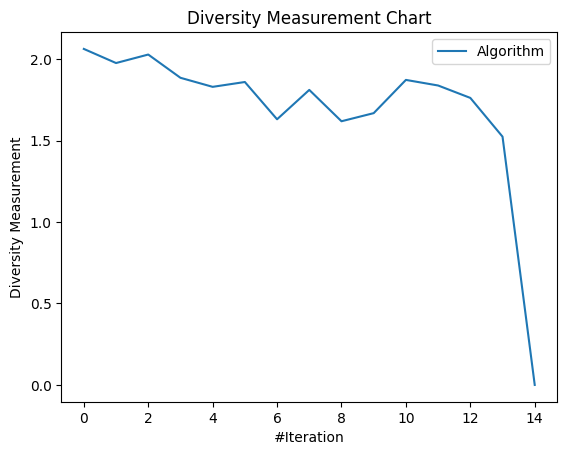 Diversity Measurement Chart
Algorithm
Diversity Measurement
2.0
1.5
1.0
0.5
0.0
0 2 4 6 8 10 12 14
#Iteration